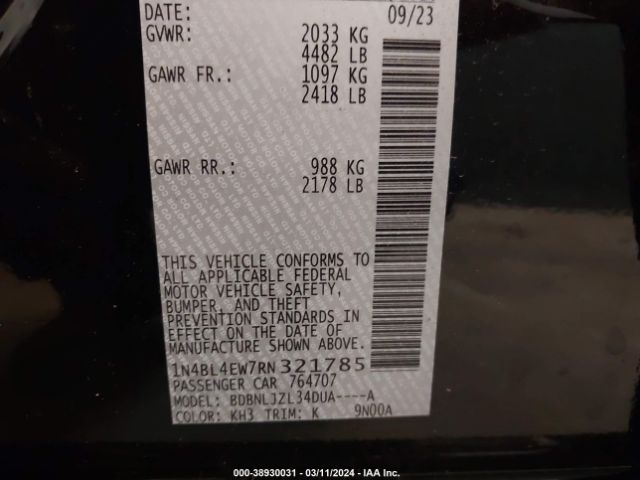 DATE: 09/23
GVWR: 2033 KG
4482 LB
GAWR FR.: 1097 KG
2418 LB
GAWR RR.: 988 KG
2178 LB
THIS VEHICLE CONFORMS TO
ALL APPLICABLE FEDERAL
MOTOR VEHICLE SAFETY,
BUMPER, AND THEFT
PREVENTION STANDARDS IN
EFFECT ON THE DATE OF
MANUFACTURE SHOWN ABOVE.
1N4BL4EW7RN321785
PASSENGER CAR 764707
MODEL: BDBNLJZL34DUA----A
COLOR: KH3 TRIM: K 9N00A
000-38930031 - 03/11/2024 - IAA Inc.